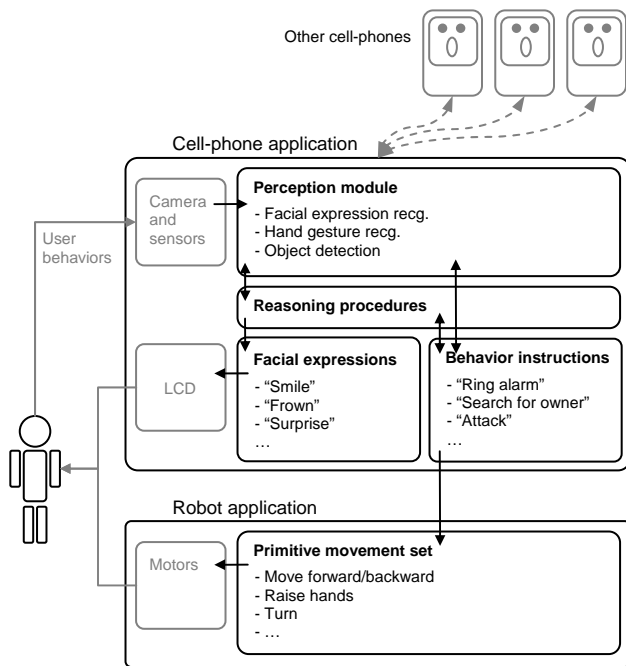 Other cell-phones
Cell-phone application
Camera
and
sensors
Perception module
- Facial expression recg.
- Hand gesture recg.
- Object detection
User
behaviors
Reasoning procedures
LCD
Facial expressions
- “Smile”
- “Frown”
- “Surprise”
…
Behavior instructions
- “Ring alarm”
- “Search for owner”
- “Attack”
…
Robot application
Motors
Primitive movement set
- Move forward/backward
- Raise hands
- Turn
- …